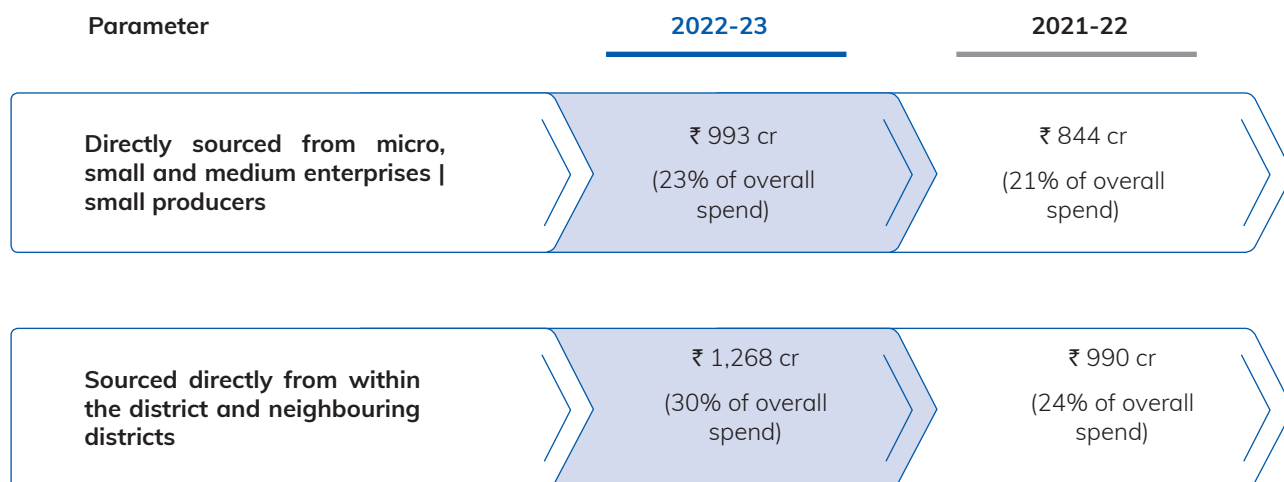 Parameter
2022-23
2021-22
Directly sourced from micro,
small and medium enterprises |
small producers
₹ 993 cr
(23% of overall
spend)
₹ 844 cr
(21% of overall
spend)
Sourced directly from within
the district and neighbouring
districts
₹ 1,268 cr
(30% of overall
spend)
₹ 990 cr
(24% of overall
spend)